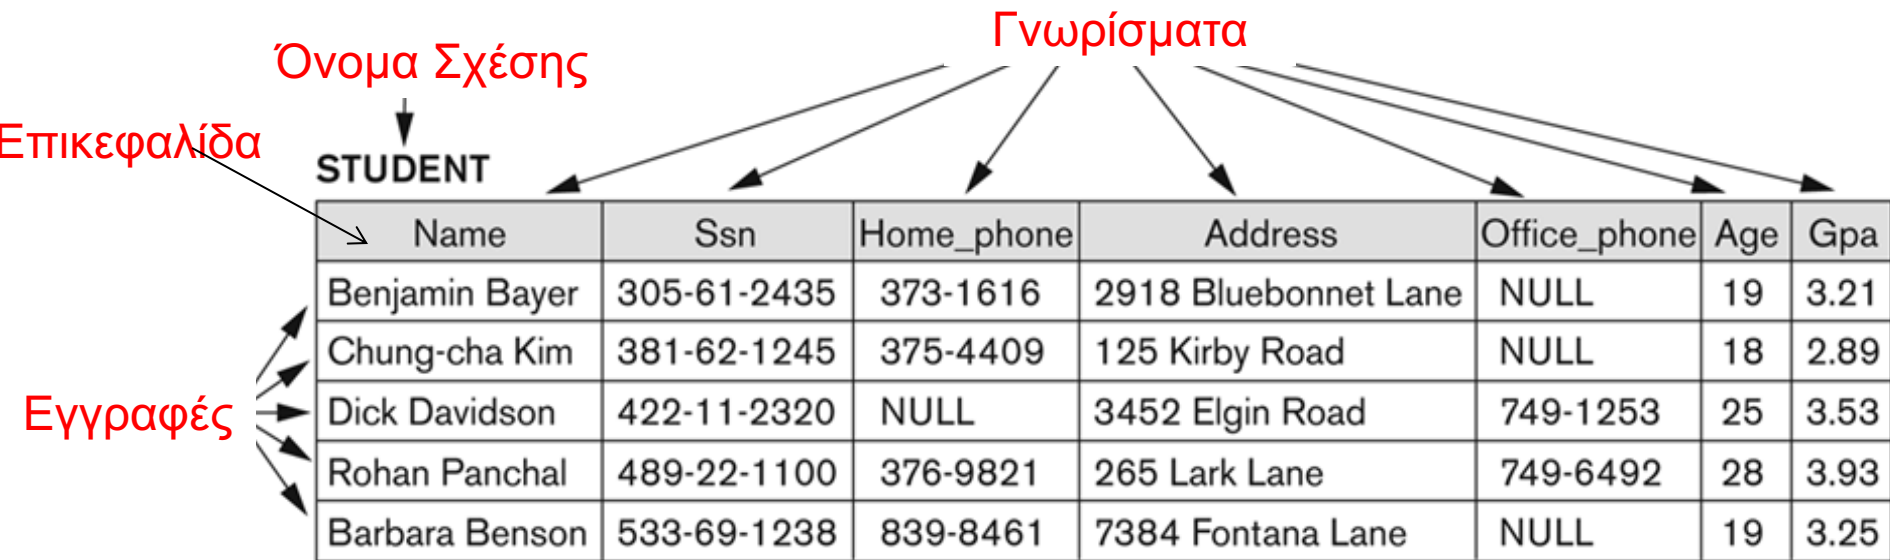 Γνωρίσματα
Όνομα Σχέσης
Επικεφαλίδα
STUDENT
Name Ssn Home_phone Address Office_phone Age Gpa
Benjamin Bayer 305-61-2435 373-1616 2918 Bluebonnet Lane NULL 19 3.21
Chung-cha Kim 381-62-1245 375-4409 125 Kirby Road NULL 18 2.89
Εγγραφές
Dick Davidson 422-11-2320 NULL 3452 Elgin Road 749-1253 25 3.53
Rohan Panchal 489-22-1100 376-9821 265 Lark Lane 749-6492 28 3.93
Barbara Benson 533-69-1238 839-8461 7384 Fontana Lane NULL 19 3.25